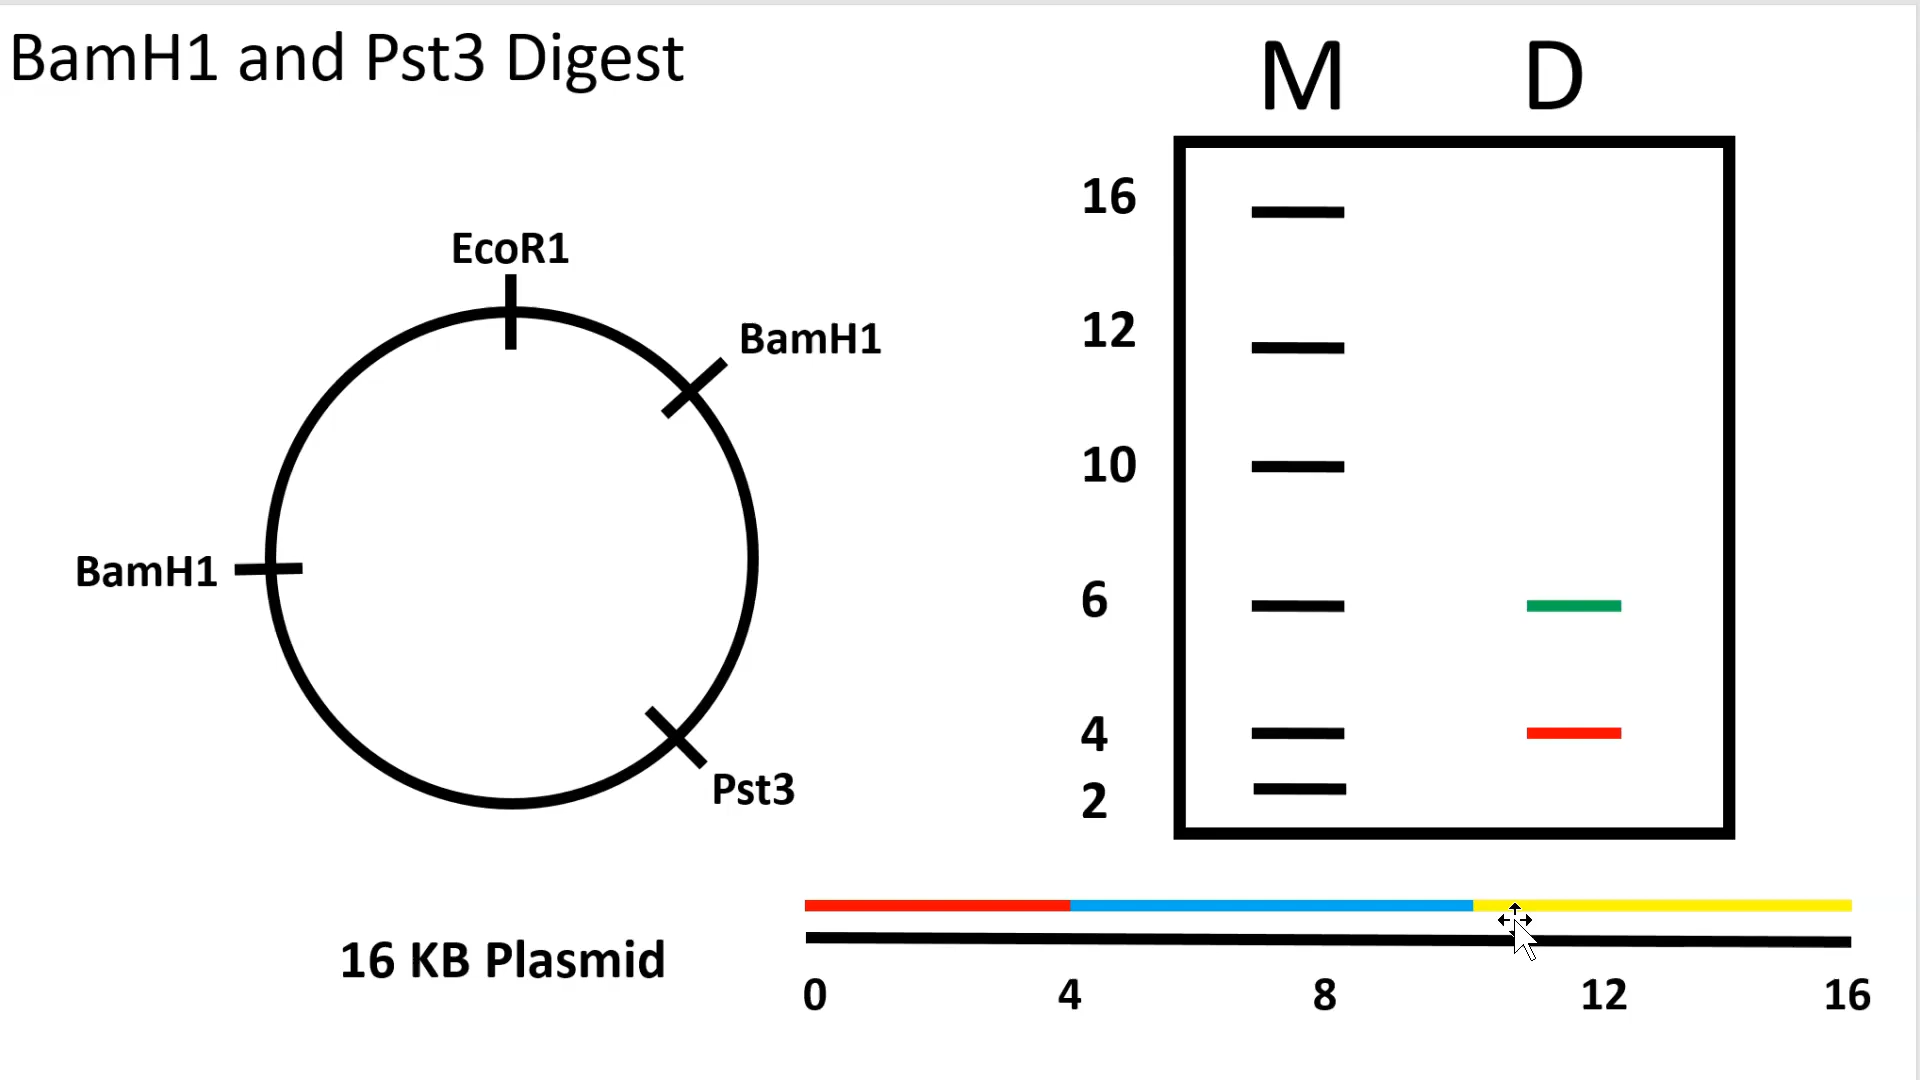 BamH1 and Pst3 Digest
M D
16
12
10
6
4
2
EcoR1
BamH1
BamH1
Pst3
16 KB Plasmid
0 4 8 12 16